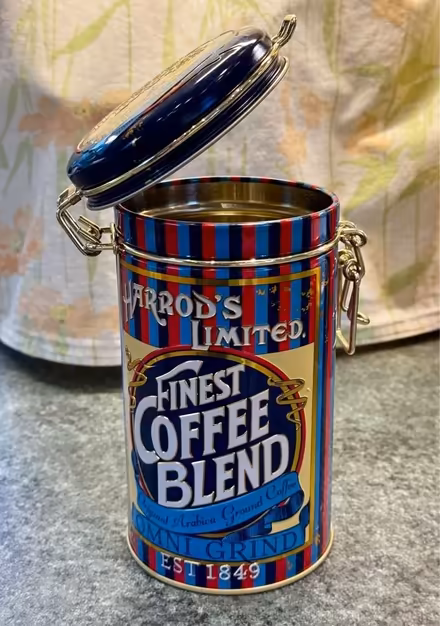 HARROD'S
LIMITED.
FINEST
COFFEE
BLEND
Arabica Ground Coffee
OMNI GRIND
EST 1849